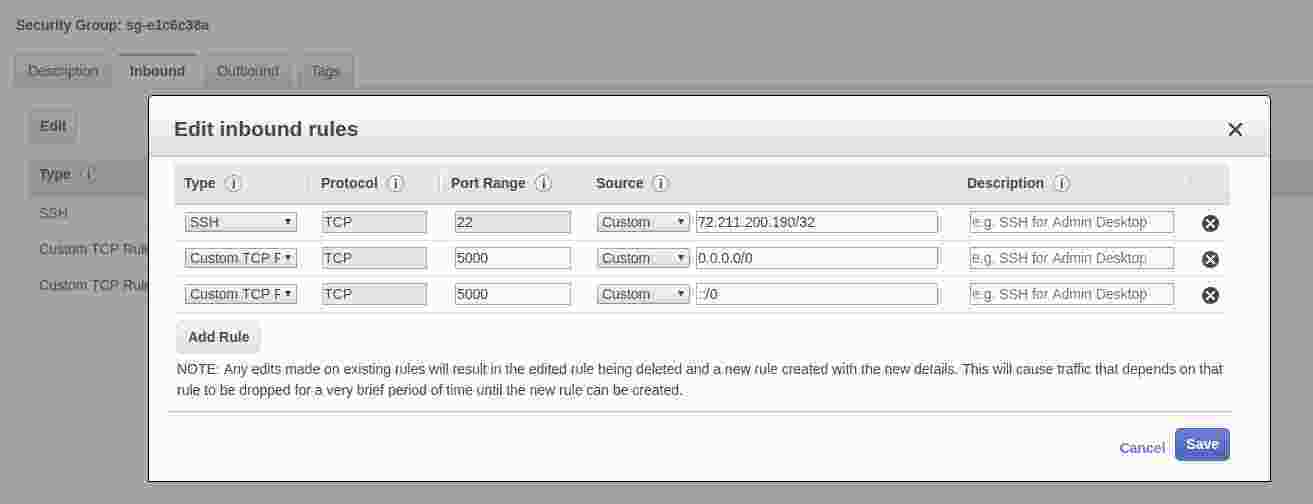 Security Group: sg-e1c6c38a
Description Inbound Outbound Tags
Edit
Edit inbound rules
Type
SSH
Custom TCP Rule
Custom TCP Rule
Type Protocol Port Range Source Description
SSH TCP 22 Custom 72.211.200.190/32 e.g. SSH for Admin Desktop
Custom TCP F TCP 5000 Custom 0.0.0.0/0 e.g. SSH for Admin Desktop
Custom TCP F TCP 5000 Custom ::/0 e.g. SSH for Admin Desktop
Add Rule
NOTE: Any edits made on existing rules will result in the edited rule being deleted and a new rule created with the new details. This will cause traffic that depends on that
rule to be dropped for a very brief period of time until the new rule can be created.
Cancel Save